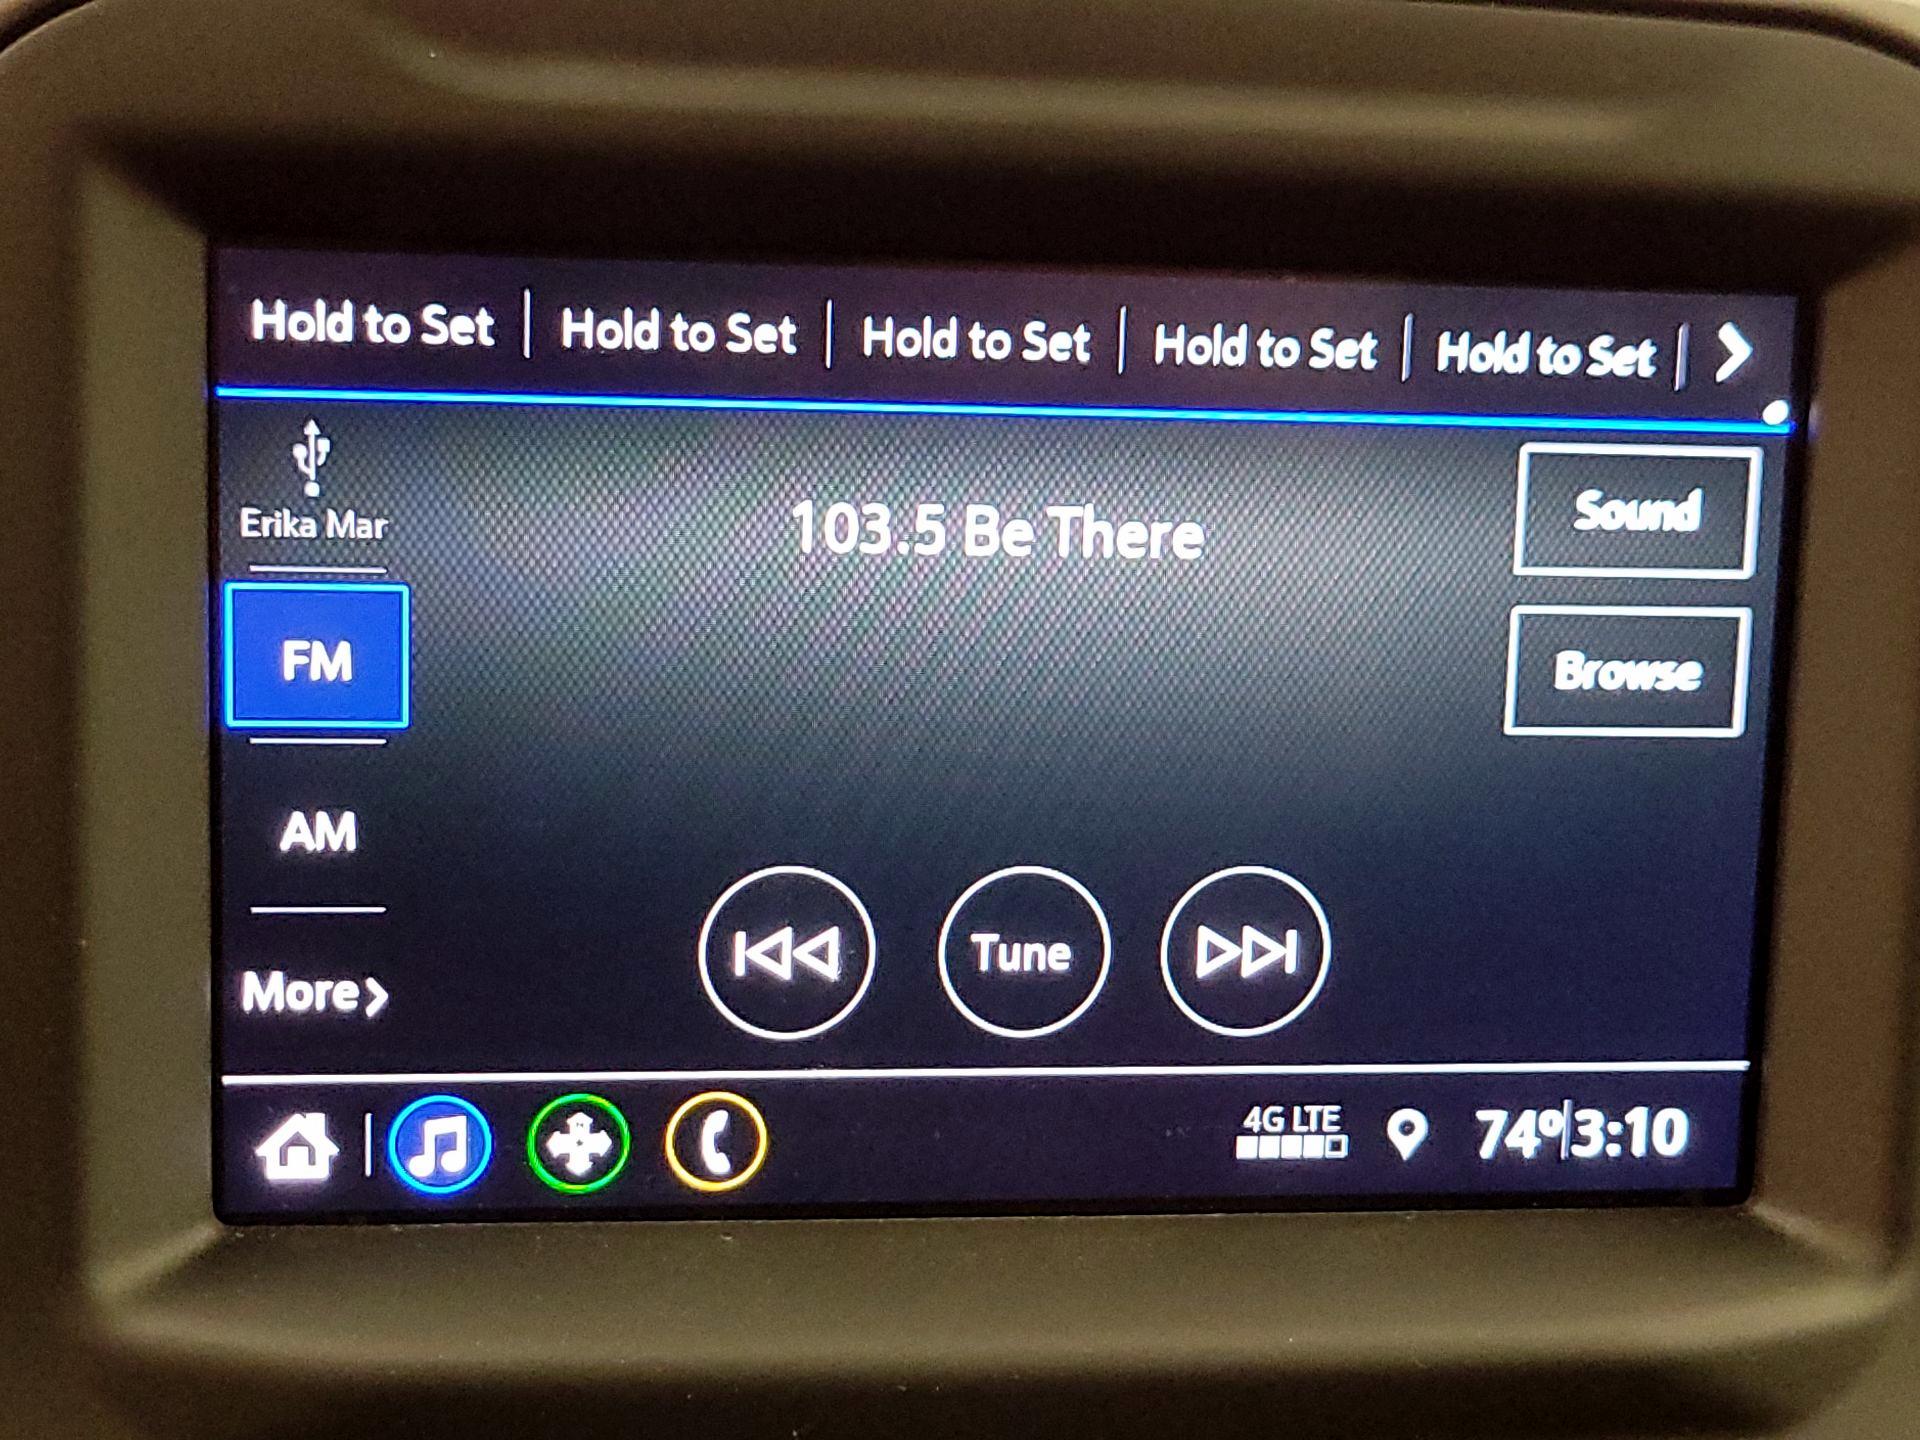 Hold to Set Hold to Set Hold to Set Hold to Set Hold to Set
Erika Mar
103.5 Be There
Sound
FM
Browse
AM
Tune
More
4G LTE
74° 3:10